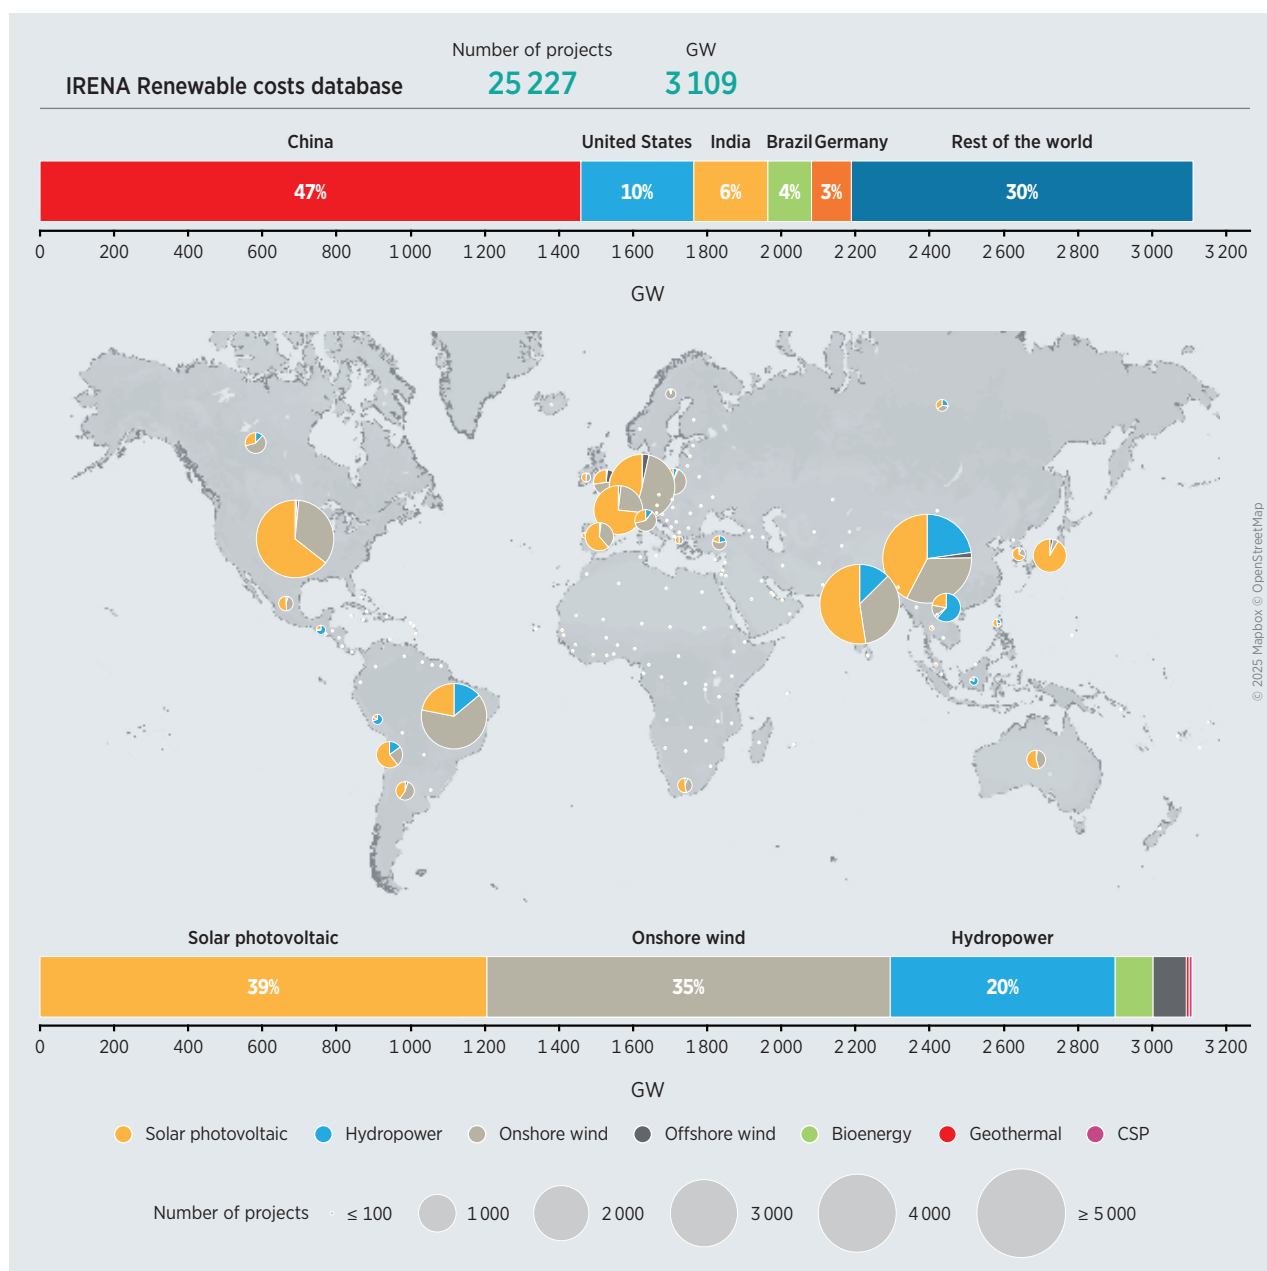 Number of projects GW
IRENA Renewable costs database 25 227 3 109
China United States India Brazil Germany Rest of the world
47% 10% 6% 4% 3% 30%
0 200 400 600 800 1 000 1 200 1 400 1 600 1 800 2 000 2 200 2 400 2 600 2 800 3 000 3 200
GW
© 2025 Mapbox © OpenStreetMap
Solar photovoltaic Onshore wind Hydropower
39% 35% 20%
0 200 400 600 800 1 000 1 200 1 400 1 600 1 800 2 000 2 200 2 400 2 600 2 800 3 000 3 200
GW
Solar photovoltaic Hydropower Onshore wind Offshore wind Bioenergy Geothermal CSP
Number of projects ≤ 100 1 000 2 000 3 000 4 000 ≥ 5 000